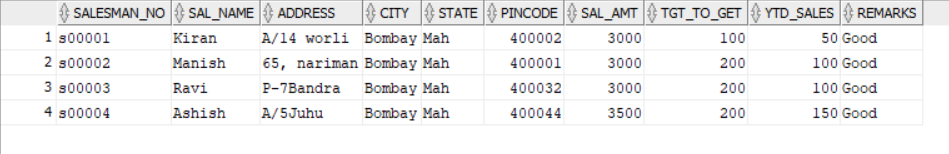 SALESMAN_NO SAL_NAME ADDRESS CITY STATE PINCODE SAL_AMT TGT_TO_GET YTD_SALES REMARKS
1 s00001 Kiran A/14 worli Bombay Mah 400002 3000 100 50 Good
2 s00002 Manish 65, nariman Bombay Mah 400001 3000 200 100 Good
3 s00003 Ravi P-7Bandra Bombay Mah 400032 3000 200 100 Good
4 s00004 Ashish A/5Juhu Bombay Mah 400044 3500 200 150 Good